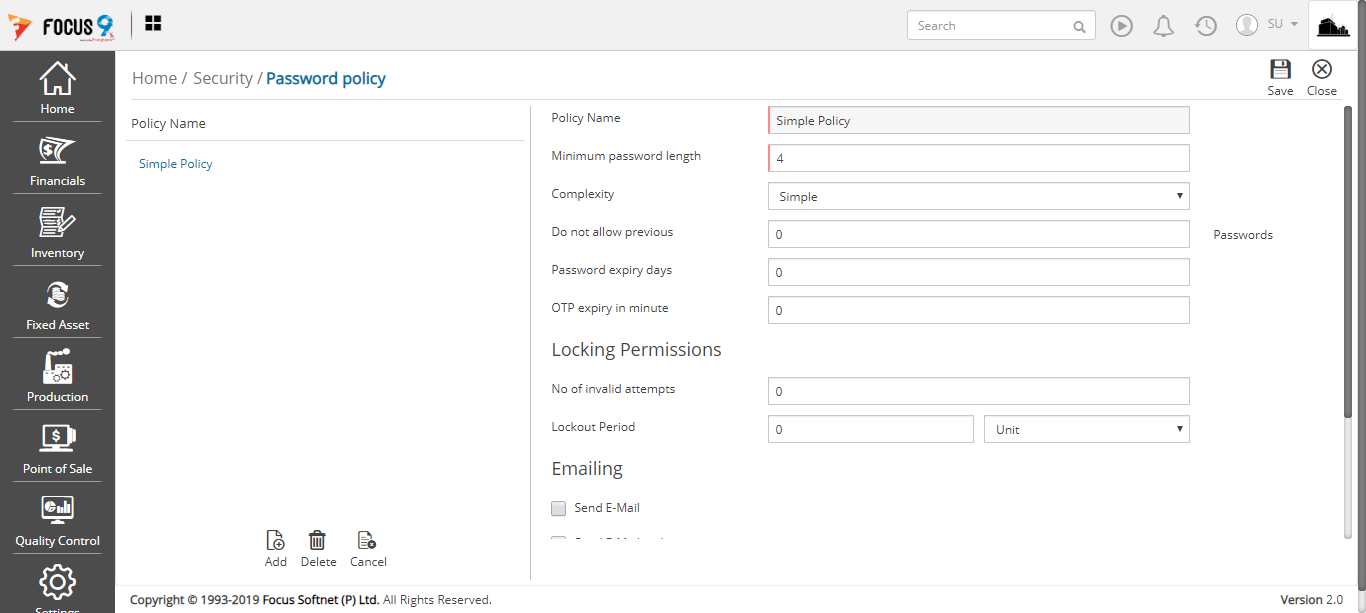 FOCUS 9
Search
SU
Home / Security / Password policy
Save
Close
Home
Financials
Inventory
Fixed Asset
Production
Point of Sale
Quality Control
Settings
Policy Name
Simple Policy
Add
Delete
Cancel
Policy Name
Simple Policy
Minimum password length
4
Complexity
Simple
Do not allow previous
0
Passwords
Password expiry days
0
OTP expiry in minute
0
Locking Permissions
No of invalid attempts
0
Lockout Period
0
Unit
Emailing
Send E-Mail
Copyright © 1993-2019 Focus Softnet (P) Ltd. All Rights Reserved.
Version 2.0